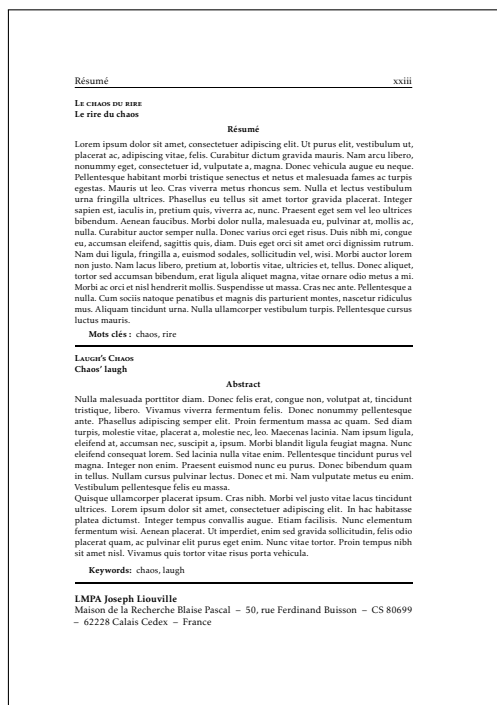 Résumé xxiii
Le chaos du rire
Le rire du chaos
Résumé
Lorem ipsum dolor sit amet, consectetuer adipiscing elit. Ut purus elit, vestibulum ut,
placerat ac, adipiscing vitae, felis. Curabitur dictum gravida mauris. Nam arcu libero,
nonummy eget, consectetuer id, vulputate a, magna. Donec vehicula augue eu neque.
Pellentesque habitant morbi tristique senectus et netus et malesuada fames ac turpis
egestas. Mauris ut leo. Cras viverra metus rhoncus sem. Nulla et lectus vestibulum
urna fringilla ultrices. Phasellus eu tellus sit amet tortor gravida placerat. Integer
sapien est, iaculis in, pretium quis, viverra ac, nunc. Praesent eget sem vel leo ultrices
bibendum. Aenean faucibus. Morbi dolor nulla, malesuada eu, pulvinar at, mollis ac,
nulla. Curabitur auctor semper nulla. Donec varius orci eget risus. Duis nibh mi, congue
eu, accumsan eleifend, sagittis quis, diam. Duis eget orci sit amet orci dignissim rutrum.
Nam dui ligula, fringilla a, euismod sodales, sollicitudin vel, wisi. Morbi auctor lorem
non justo. Nam lacus libero, pretium at, lobortis vitae, ultricies et, tellus. Donec aliquet,
tortor sed accumsan bibendum, erat ligula aliquet magna, vitae ornare odio metus a mi.
Morbi ac orci et nisl hendrerit mollis. Suspendisse ut massa. Cras nec ante. Pellentesque a
nulla. Cum sociis natoque penatibus et magnis dis parturient montes, nascetur ridiculus
mus. Aliquam tincidunt urna. Nulla ullamcorper vestibulum turpis. Pellentesque cursus
luctus mauris.
Mots clés : chaos, rire
Laugh’s Chaos
Chaos’ laugh
Abstract
Nulla malesuada porttitor diam. Donec felis erat, congue non, volutpat at, tincidunt
tristique, libero. Vivamus viverra fermentum felis. Donec nonummy pellentesque
ante. Phasellus adipiscing semper elit. Proin fermentum massa ac quam. Sed diam
turpis, molestie vitae, placerat a, molestie nec, leo. Maecenas lacinia. Nam ipsum ligula,
eleifend at, accumsan nec, suscipit a, ipsum. Morbi blandit ligula feugiat magna. Nunc
eleifend consequat lorem. Sed lacinia nulla vitae enim. Pellentesque tincidunt purus vel
magna. Integer non enim. Praesent euismod nunc eu purus. Donec bibendum quam
in tellus. Nullam cursus pulvinar lectus. Donec et mi. Nam vulputate metus eu enim.
Vestibulum pellentesque felis eu massa.
Quisque ullamcorper placerat ipsum. Cras nibh. Morbi vel justo vitae lacus tincidunt
ultrices. Lorem ipsum dolor sit amet, consectetuer adipiscing elit. In hac habitasse
platea dictumst. Integer tempus convallis augue. Etiam facilisis. Nunc elementum
fermentum wisi. Aenean placerat. Ut imperdiet, enim sed gravida sollicitudin, felis odio
placerat quam, ac pulvinar elit purus eget enim. Nunc vitae tortor. Proin tempus nibh
sit amet nisl. Vivamus quis tortor vitae risus porta vehicula.
Keywords: chaos, laugh
LMPA Joseph Liouville
Maison de la Recherche Blaise Pascal – 50, rue Ferdinand Buisson – CS 80699
– 62228 Calais Cedex – France